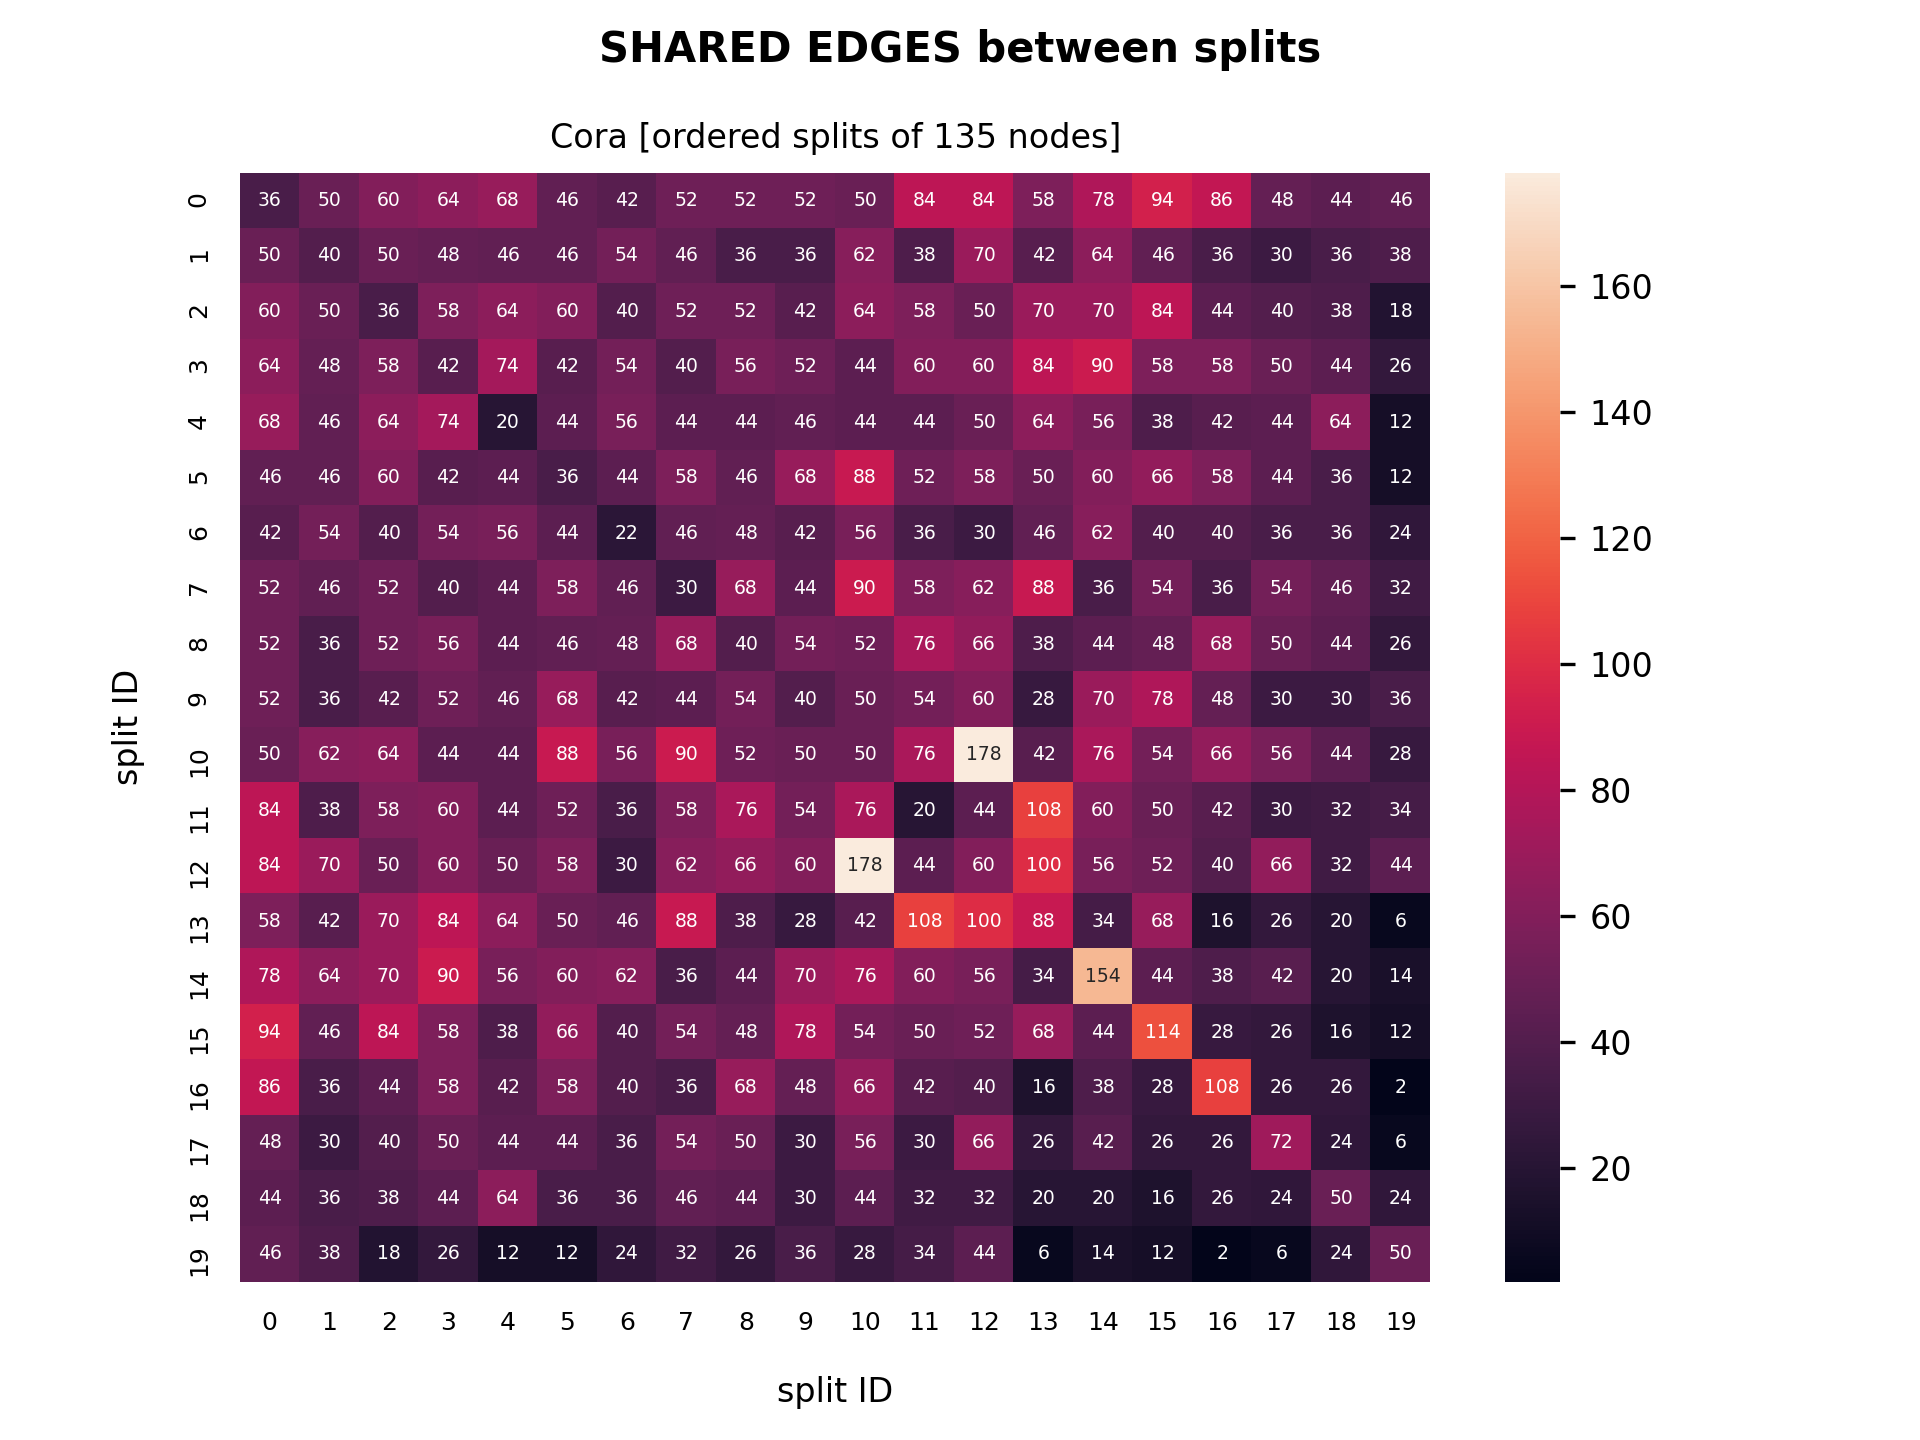 SHARED EDGES between splits
Cora [ordered splits of 135 nodes]
0 36 50 60 64 68 46 42 52 52 52 50 84 84 58 78 94 86 48 44 46
1 50 40 50 48 46 46 54 46 36 36 62 38 70 42 64 46 36 30 36 38
2 60 50 36 58 64 60 40 52 52 42 64 58 50 70 70 84 44 40 38 18
3 64 48 58 42 74 42 54 40 56 52 44 60 60 84 90 58 58 50 44 26
4 68 46 64 74 20 44 56 44 44 46 44 44 50 64 56 38 42 44 64 12
5 46 46 60 42 44 36 44 58 46 68 88 52 58 50 60 66 58 44 36 12
6 42 54 40 54 56 44 22 46 48 42 56 36 30 46 62 40 40 36 36 24
7 52 46 52 40 44 58 46 30 68 44 90 58 62 88 36 54 36 54 46 32
8 52 36 52 56 44 46 48 68 40 54 52 76 66 38 44 48 68 50 44 26
9 52 36 42 52 46 68 42 44 54 40 50 54 60 28 70 78 48 30 30 36
10 50 62 64 44 44 88 56 90 52 50 50 76 178 42 76 54 66 56 44 28
11 84 38 58 60 44 52 36 58 76 54 76 20 44 108 60 50 42 30 32 34
12 84 70 50 60 50 58 30 62 66 60 178 44 60 100 56 52 40 66 32 44
13 58 42 70 84 64 50 46 88 38 28 42 108 100 88 34 68 16 26 20 6
14 78 64 70 90 56 60 62 36 44 70 76 60 56 34 154 44 38 42 20 14
15 94 46 84 58 38 66 40 54 48 78 54 50 52 68 44 114 28 26 16 12
16 86 36 44 58 42 58 40 36 68 48 66 42 40 16 38 28 108 26 26 2
17 48 30 40 50 44 44 36 54 50 30 56 30 66 26 42 26 26 72 24 6
18 44 36 38 44 64 36 36 46 44 30 44 32 32 20 20 16 26 24 50 24
19 46 38 18 26 12 12 24 32 26 36 28 34 44 6 14 12 2 6 24 50
0 1 2 3 4 5 6 7 8 9 10 11 12 13 14 15 16 17 18 19
split ID
split ID
160
140
120
100
80
60
40
20